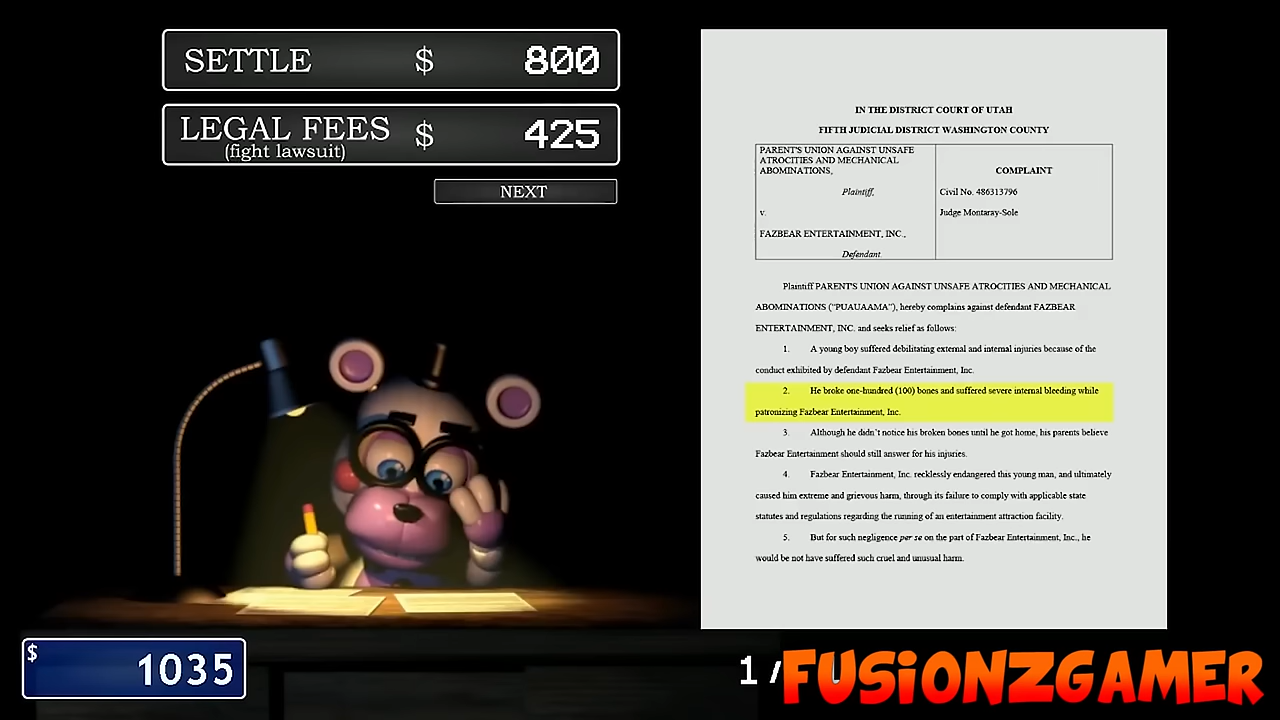 SETTLE $ 800
LEGAL FEES $ 425
(fight lawsuit)
NEXT
IN THE DISTRICT COURT OF UTAH
FIFTH JUDICIAL DISTRICT WASHINGTON COUNTY
PARENT'S UNION AGAINST UNSAFE
ATROCITIES AND MECHANICAL
ABOMINATIONS,
Plaintiff,
v.
FAZBEAR ENTERTAINMENT, INC.,
Defendant.
COMPLAINT
Civil No. 486313796
Judge Montaray-Sole
Plaintiff PARENT'S UNION AGAINST UNSAFE ATROCITIES AND MECHANICAL
ABOMINATIONS ("PUAUAAMA"), hereby complains against defendant FAZBEAR
ENTERTAINMENT, INC. and seeks relief as follows:
1. A young boy suffered debilitating external and internal injuries because of the
conduct exhibited by defendant Fazbear Entertainment, Inc.
2. He broke one-hundred (100) bones and suffered severe internal bleeding while
patronizing Fazbear Entertainment, Inc.
3. Although he didn't notice his broken bones until he got home, his parents believe
Fazbear Entertainment should still answer for his injuries.
4. Fazbear Entertainment, Inc. recklessly endangered this young man, and ultimately
caused him extreme and grievous harm, through its failure to comply with applicable state
statutes and regulations regarding the running of an entertainment attraction facility.
5. But for such negligence per se on the part of Fazbear Entertainment, Inc., he
would be not have suffered such cruel and unusual harm.
$ 1035
1 /
FUSiONZGAMER